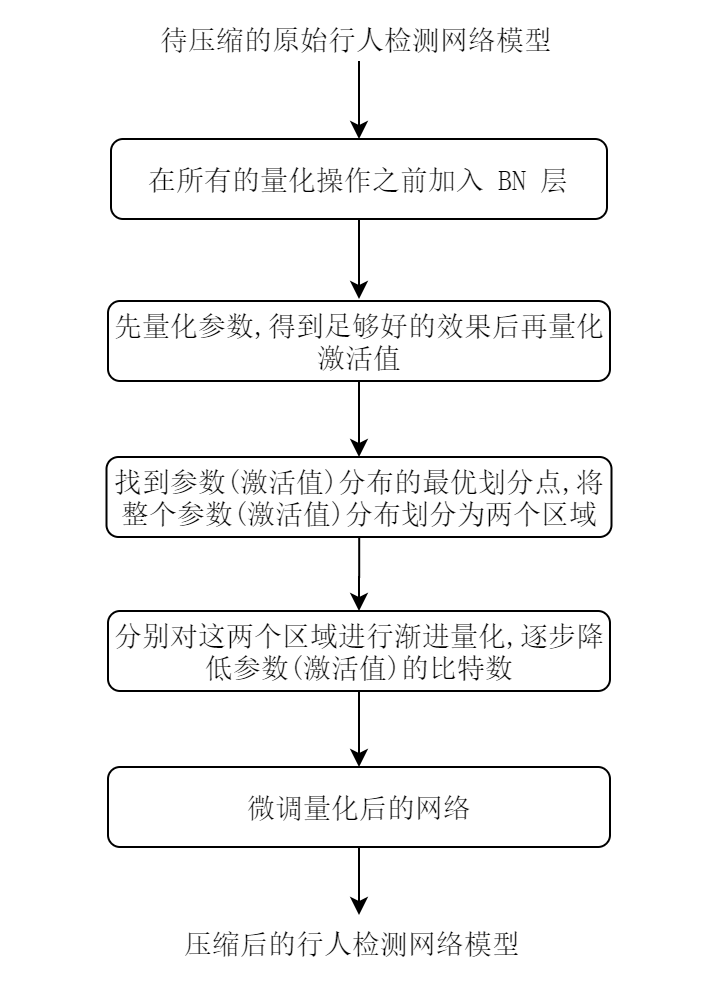 待压缩的原始行人检测网络模型
在所有的量化操作之前加入 BN 层
先量化参数,得到足够好的效果后再量化
激活值
找到参数(激活值)分布的最优划分点,将
整个参数(激活值)分布划分为两个区域
分别对这两个区域进行渐进量化,逐步降
低参数(激活值)的比特数
微调量化后的网络
压缩后的行人检测网络模型